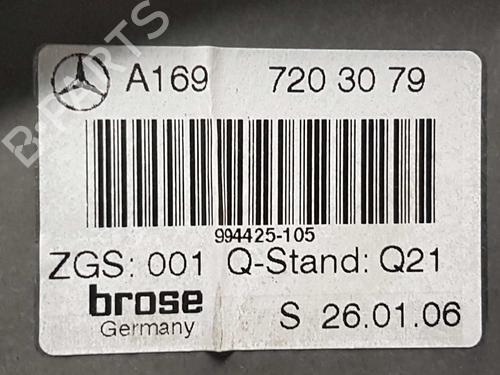 A169 720 30 79
994425-105
ZGS: 001 Q-Stand: Q21
brose
Germany S 26.01.06
B-PARTS